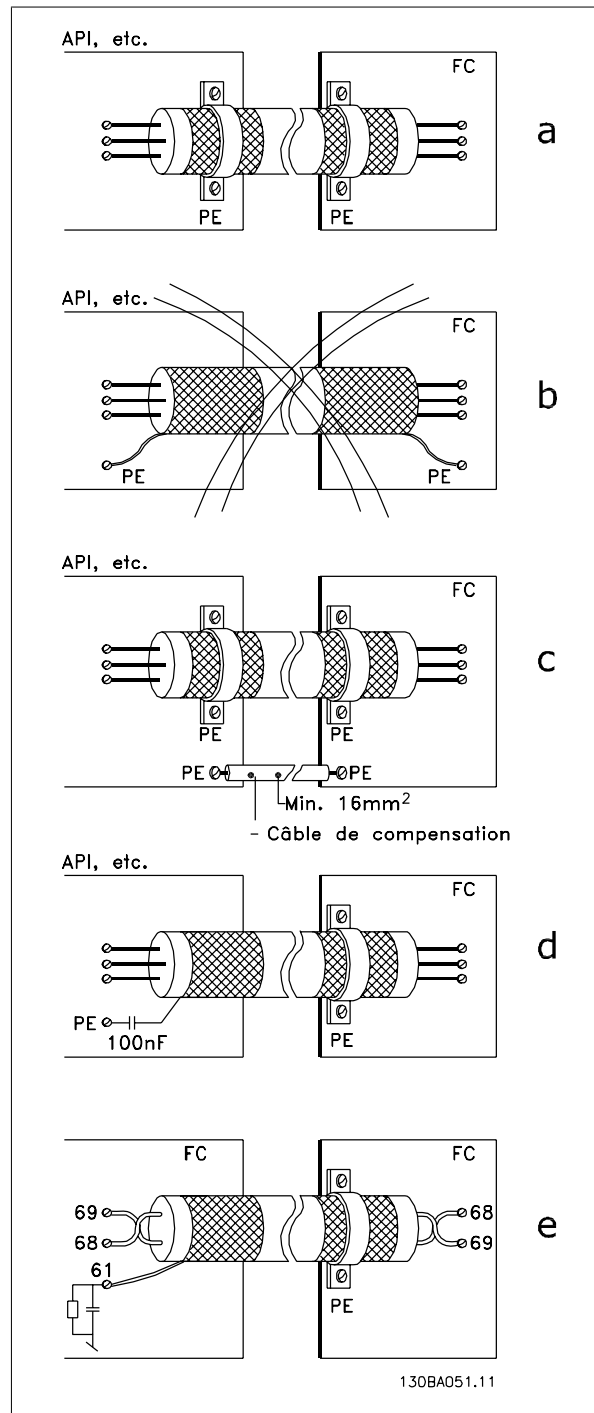 API, etc.
FC
a
PE
PE
API, etc.
FC
b
PE
PE
API, etc.
FC
c
PE
PE
PE
PE
Min. 16mm²
- Câble de compensation
API, etc.
FC
d
PE
100nF
PE
FC
FC
69
68
68
69
e
61
PE
130BA051.11